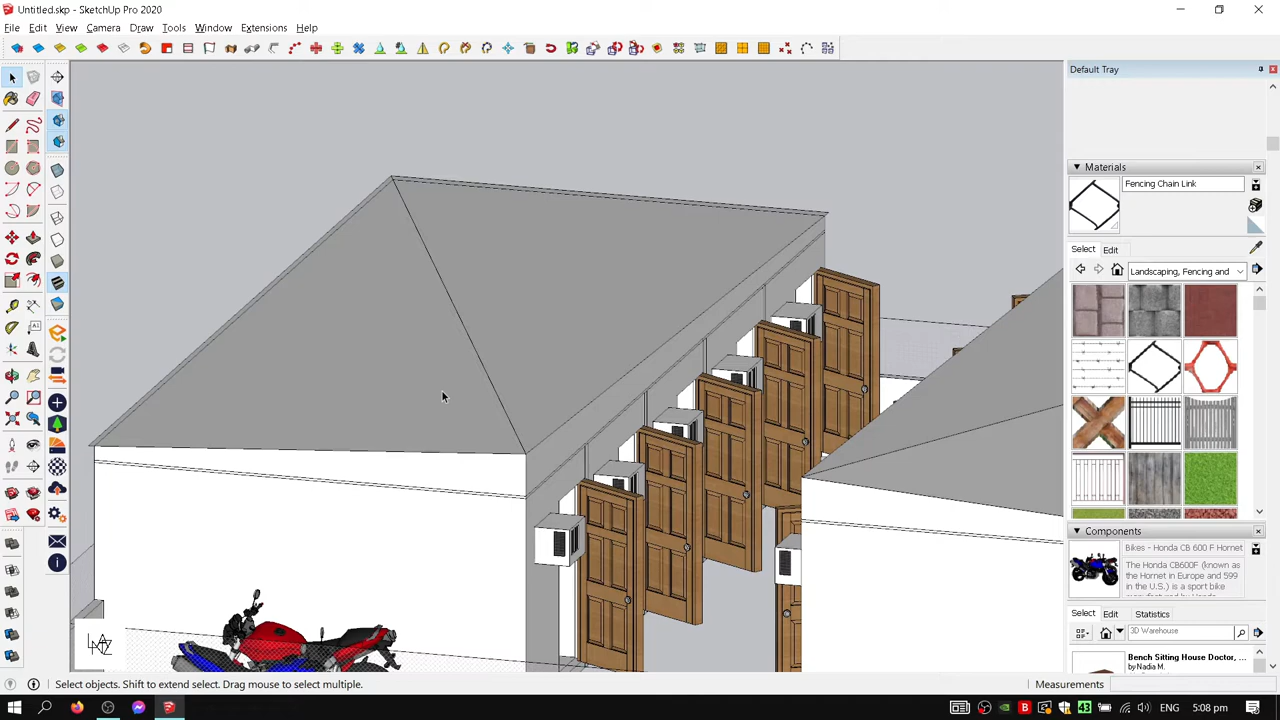 Untitled.skp - SketchUp Pro 2020
File Edit View Camera Draw Tools Window Extensions Help
Default Tray
Materials
Fencing Chain Link
Select Edit
Landscaping, Fencing and
Components
Bikes - Honda CB 600 F Hornet
The Honda CB600F (known as
the Hornet in Europe and 599
in the U.S.) is a sport bike
Select Edit Statistics
3D Warehouse
Bench Sitting House Doctor, ...
by Nadia M.
Select objects. Shift to extend select. Drag mouse to select multiple.
Measurements
43
5:08 pm